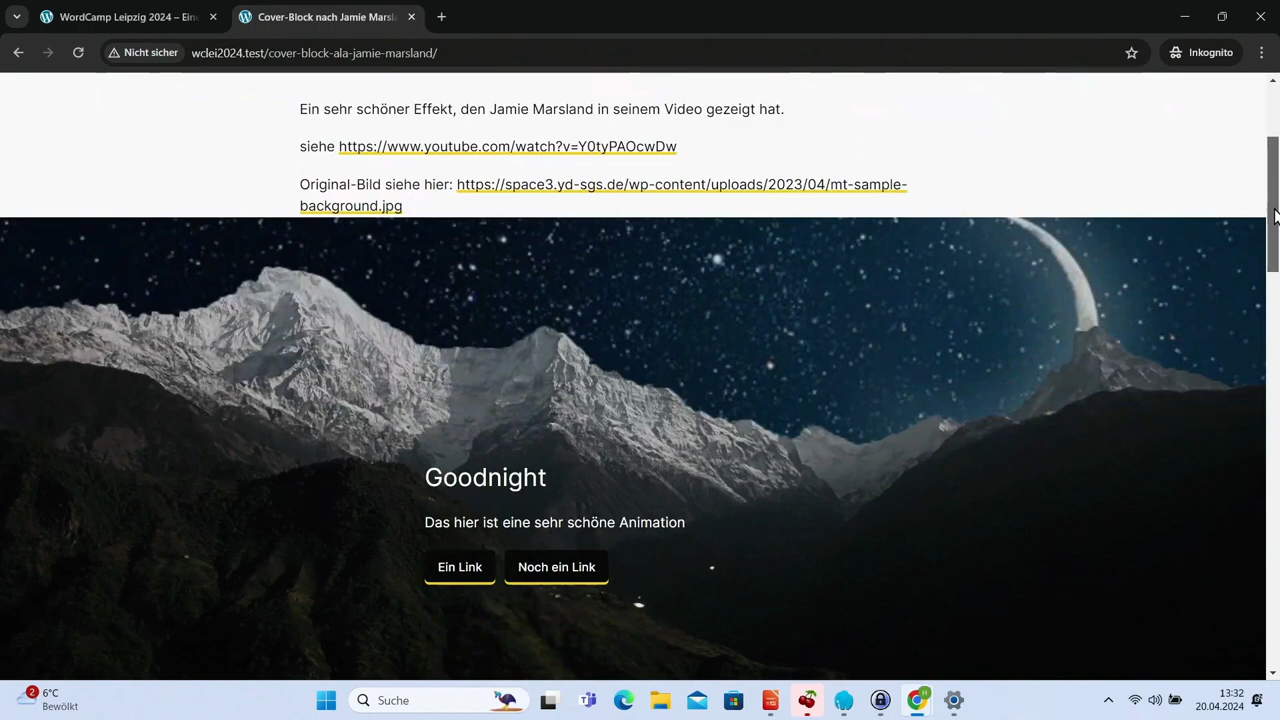 WordCamp Leipzig 2024 – Eine
Cover-Block nach Jamie Marsla
Nicht sicher
wclei2024.test/cover-block-ala-jamie-marsland/
Inkognito
Ein sehr schöner Effekt, den Jamie Marsland in seinem Video gezeigt hat.
siehe https://www.youtube.com/watch?v=Y0tyPAOcwDw
Original-Bild siehe hier: https://space3.yd-sgs.de/wp-content/uploads/2023/04/mt-sample-
background.jpg
Goodnight
Das hier ist eine sehr schöne Animation
Ein Link
Noch ein Link
2
6°C
Bewölkt
Suche
13:32
20.04.2024